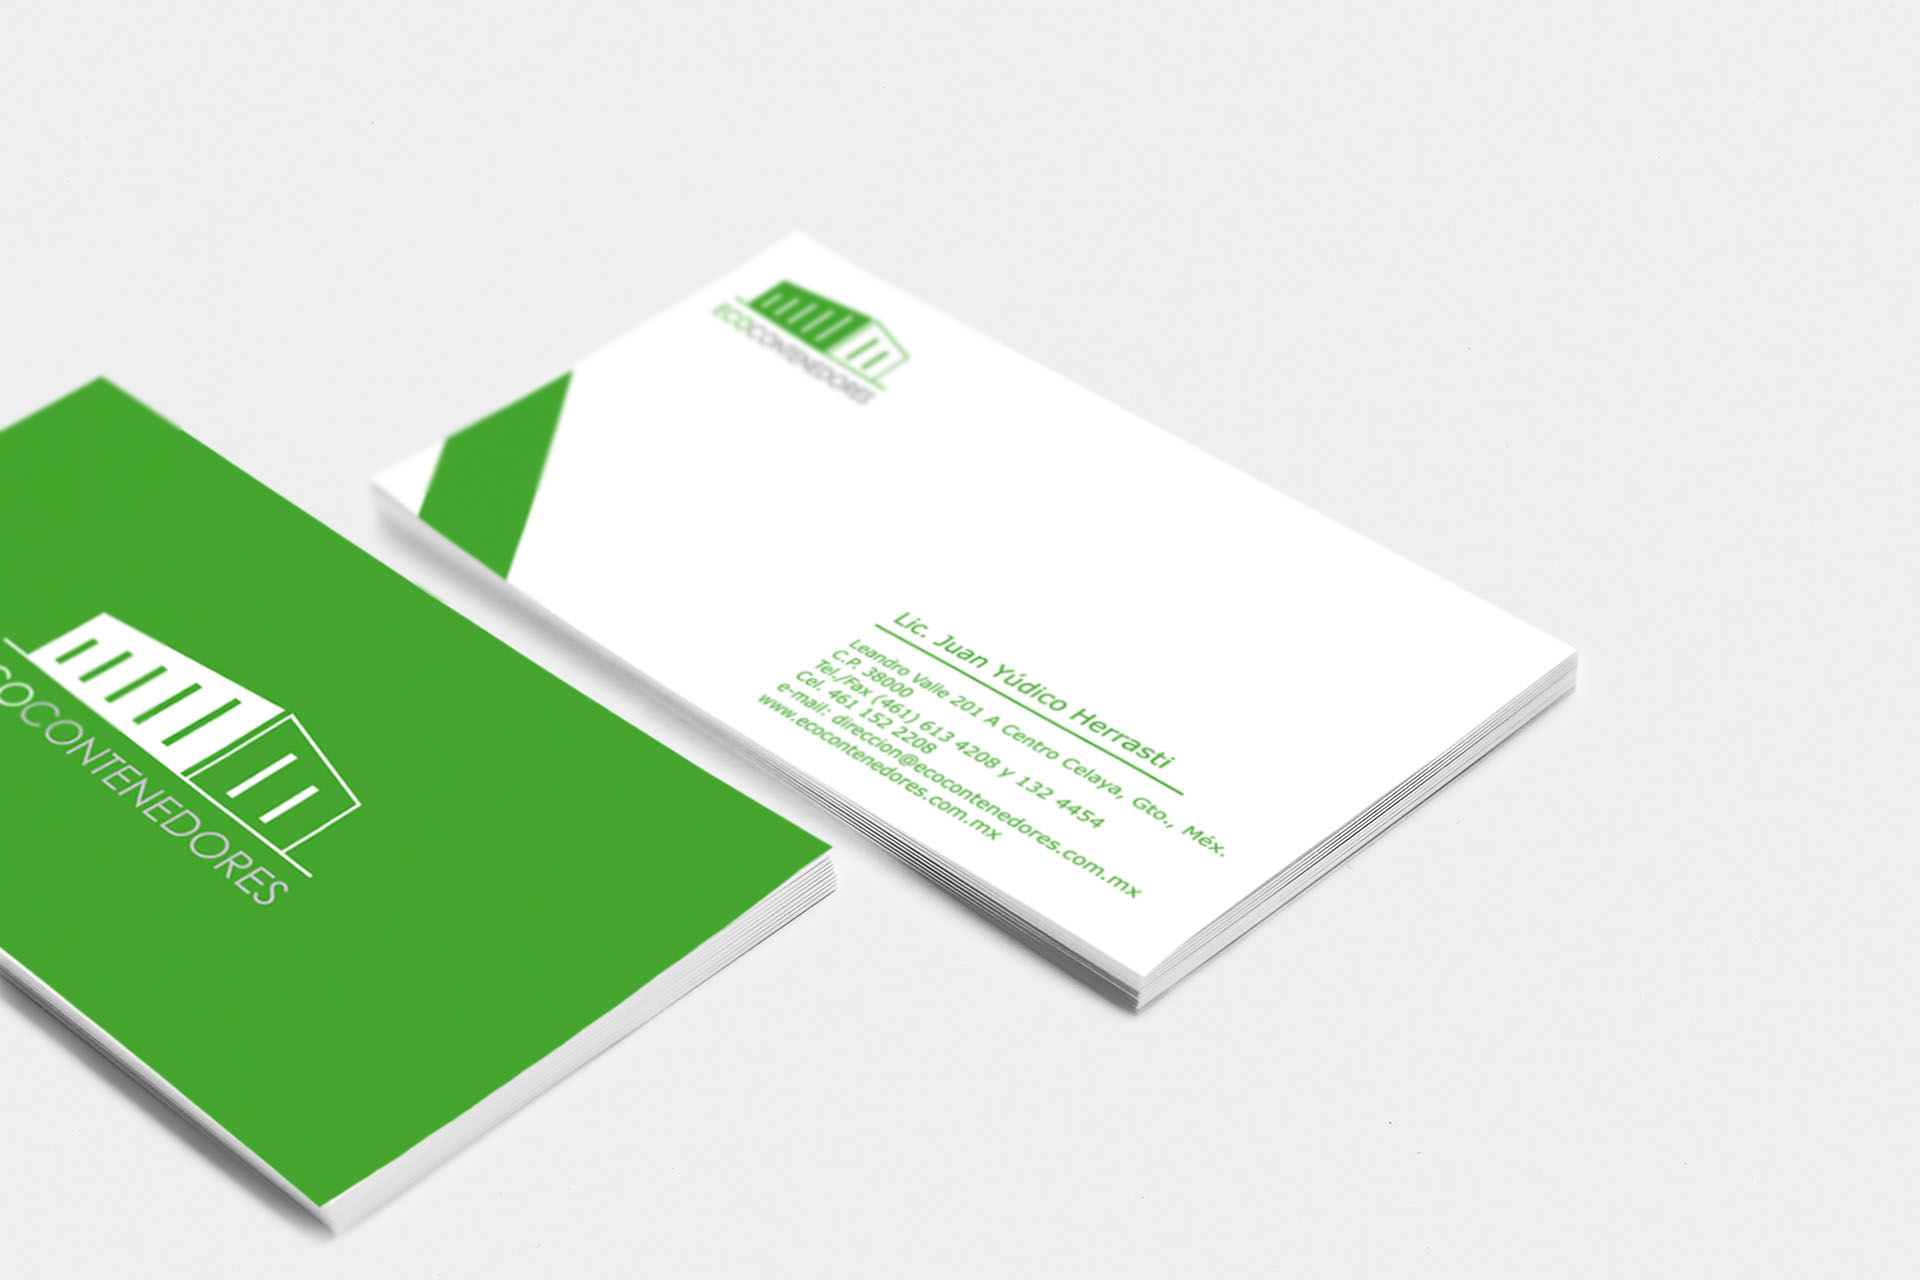 ECOCONTENEDORES
Lic. Juan Yúdico Herrasti
Leandro Valle 201 A Centro Celaya, Gto., Méx.
C.P. 38000
Tel./Fax (461) 613 4208 y 132 4454
Cel. 461 152 2208
e-mail: direccion@ecocontenedores.com.mx
www.ecocontenedores.com.mx
COCONTENEDORES